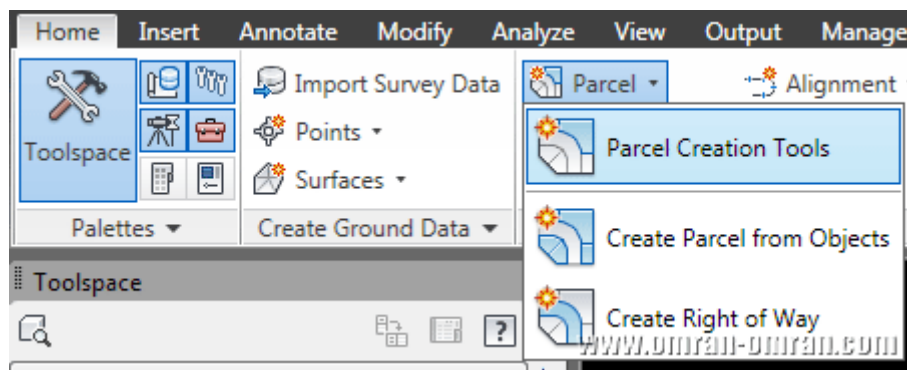 Home Insert Annotate Modify Analyze View Output Manage
Import Survey Data Parcel Alignment
Toolspace Points Parcel Creation Tools
Surfaces
Palettes Create Ground Data Create Parcel from Objects
Toolspace
Create Right of Way
www.omran-omran.com